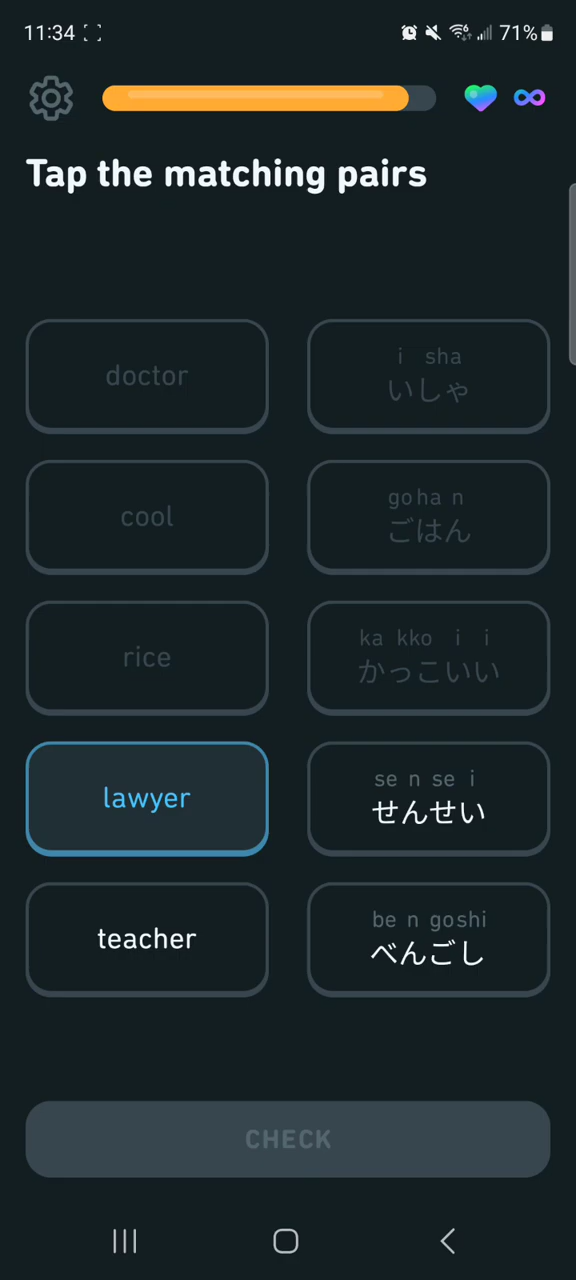 11:34
71%
Tap the matching pairs
doctor
i sha
いしゃ
cool
go ha n
ごはん
rice
ka kko i i
かっこいい
lawyer
se n se i
せんせい
teacher
be n go shi
べんごし
CHECK